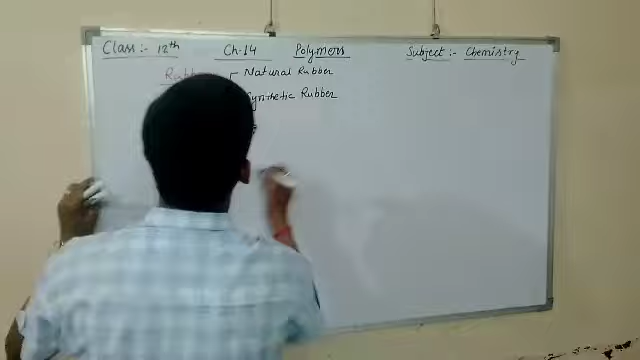 Class:- 12th Ch-14 Polymers Subject:- Chemistry
Natural Rubber
Synthetic Rubber